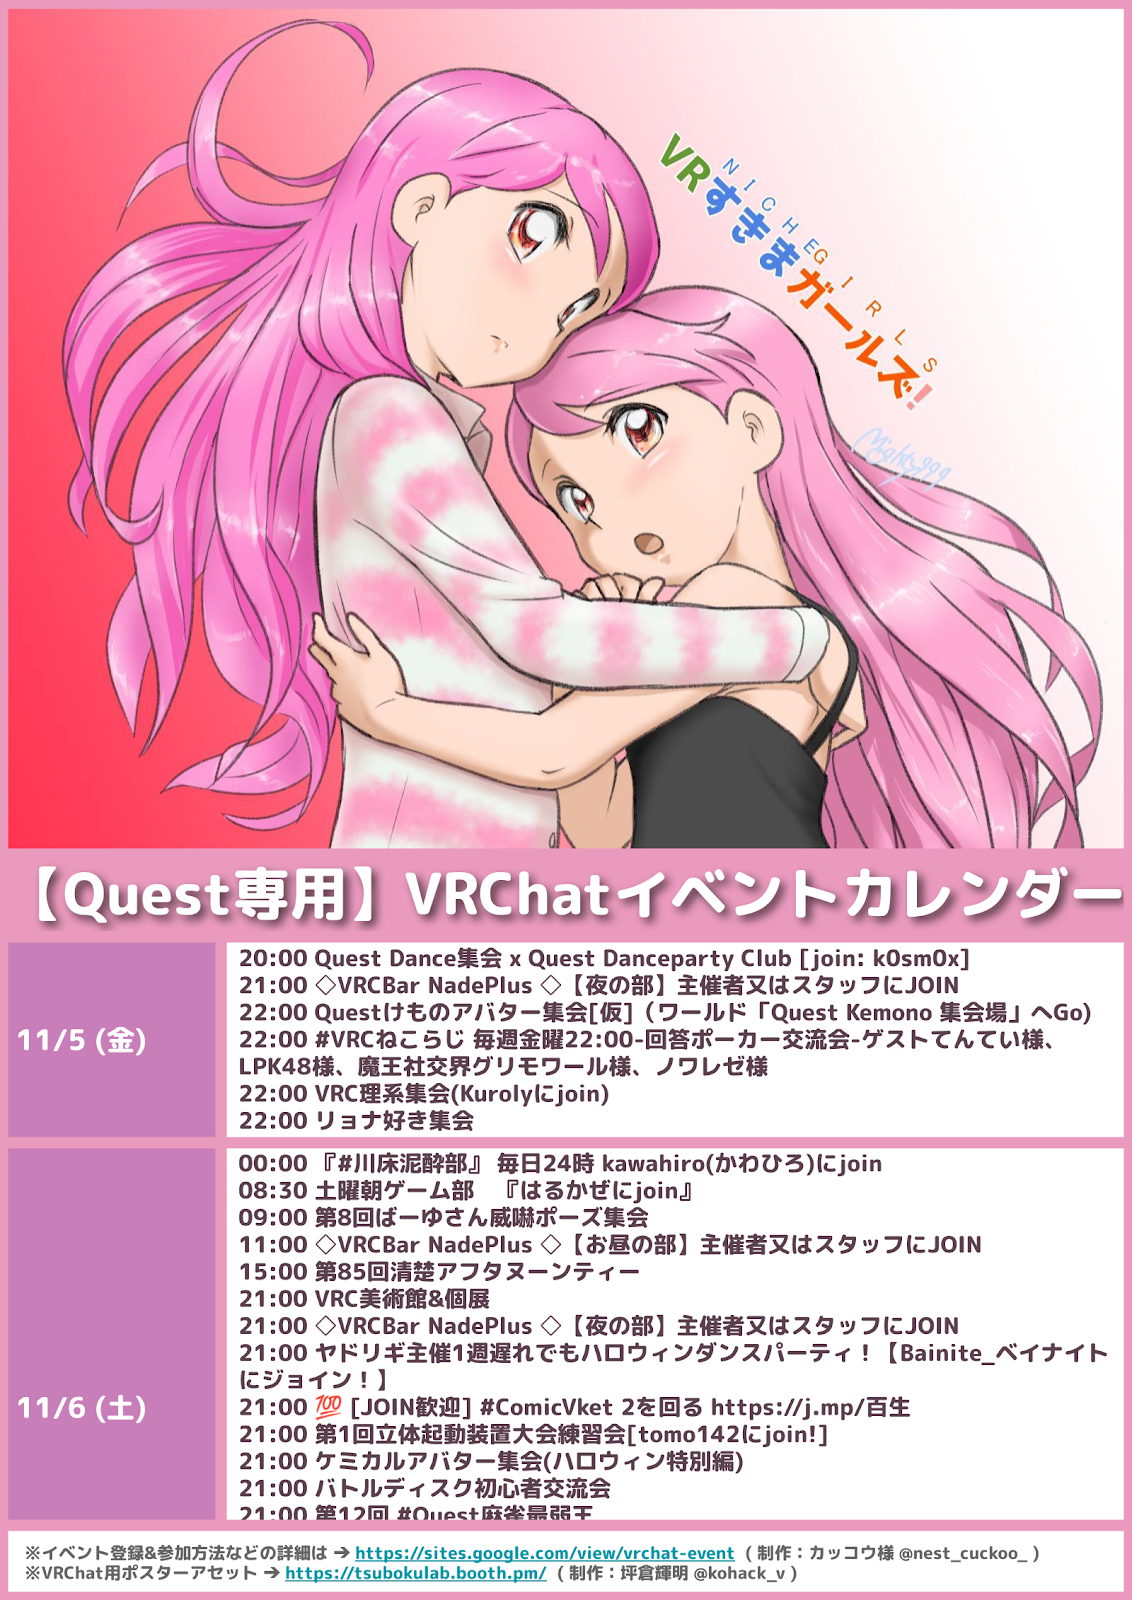 NICHE GIRLS
VRすきまガールズ!
Mighty999
【Quest専用】VRChatイベントカレンダー
11/5 (金)
20:00 Quest Dance集会 x Quest Danceparty Club [join: k0sm0x]
21:00 ◇VRCBar NadePlus ◇【夜の部】主催者又はスタッフにJOIN
22:00 Questけものアバター集会[仮]（ワールド「Quest Kemono 集会場」へGo)
22:00 #VRCねこらじ 毎週金曜22:00-回答ポーカー交流会-ゲストてんてい様、
LPK48様、魔王社交界グリモワール様、ノワレゼ様
22:00 VRC理系集会(Kurolyにjoin)
22:00 リョナ好き集会
11/6 (土)
00:00 『#川床泥酔部』 毎日24時 kawahiro(かわひろ)にjoin
08:30 土曜朝ゲーム部　『はるかぜにjoin』
09:00 第8回ばーゆさん威嚇ポーズ集会
11:00 ◇VRCBar NadePlus ◇【お昼の部】主催者又はスタッフにJOIN
15:00 第85回清楚アフタヌーンティー
21:00 VRC美術館&個展
21:00 ◇VRCBar NadePlus ◇【夜の部】主催者又はスタッフにJOIN
21:00 ヤドリギ主催1週遅れでもハロウィンダンスパーティ！【Bainite_ベイナイト
にジョイン！】
21:00 💯 [JOIN歓迎] #ComicVket 2を回る https://j.mp/百生
21:00 第1回立体起動装置大会練習会[tomo142にjoin!]
21:00 ケミカルアバター集会(ハロウィン特別編)
21:00 バトルディスク初心者交流会
21:00 第12回 #Quest麻雀最弱王
※イベント登録&参加方法などの詳細は ➔ https://sites.google.com/view/vrchat-event ( 制作：カッコウ様 @nest_cuckoo_ )
※VRChat用ポスターアセット ➔ https://tsubokulab.booth.pm/ ( 制作：坪倉輝明 @kohack_v )